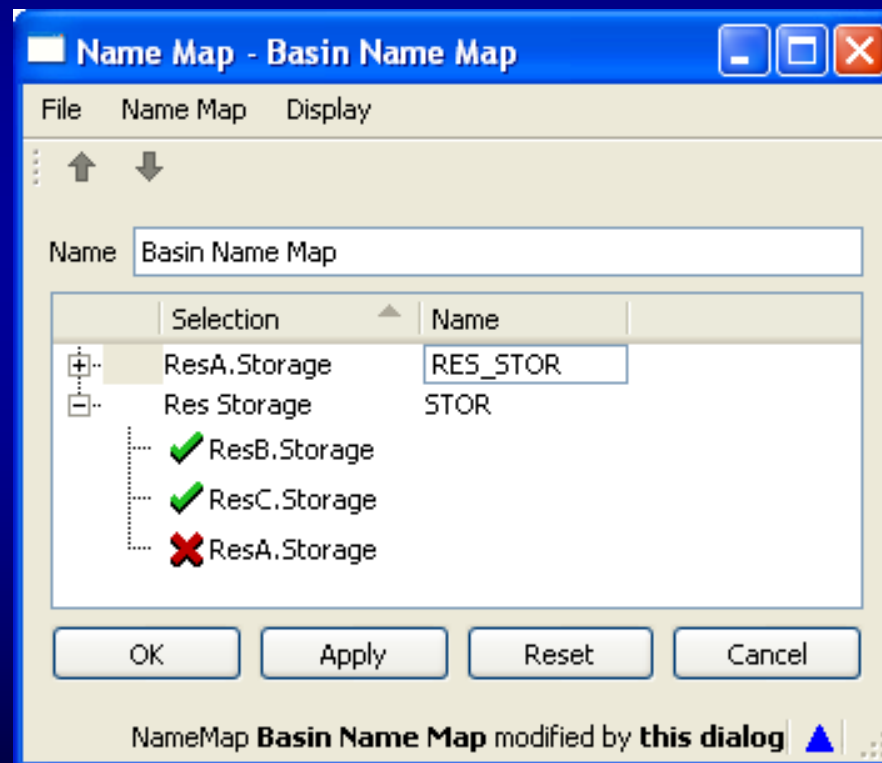 Name Map - Basin Name Map
File Name Map Display
Name Basin Name Map
Selection Name
ResA.Storage RES_STOR
Res Storage STOR
ResB.Storage
ResC.Storage
ResA.Storage
OK Apply Reset Cancel
NameMap Basin Name Map modified by this dialog